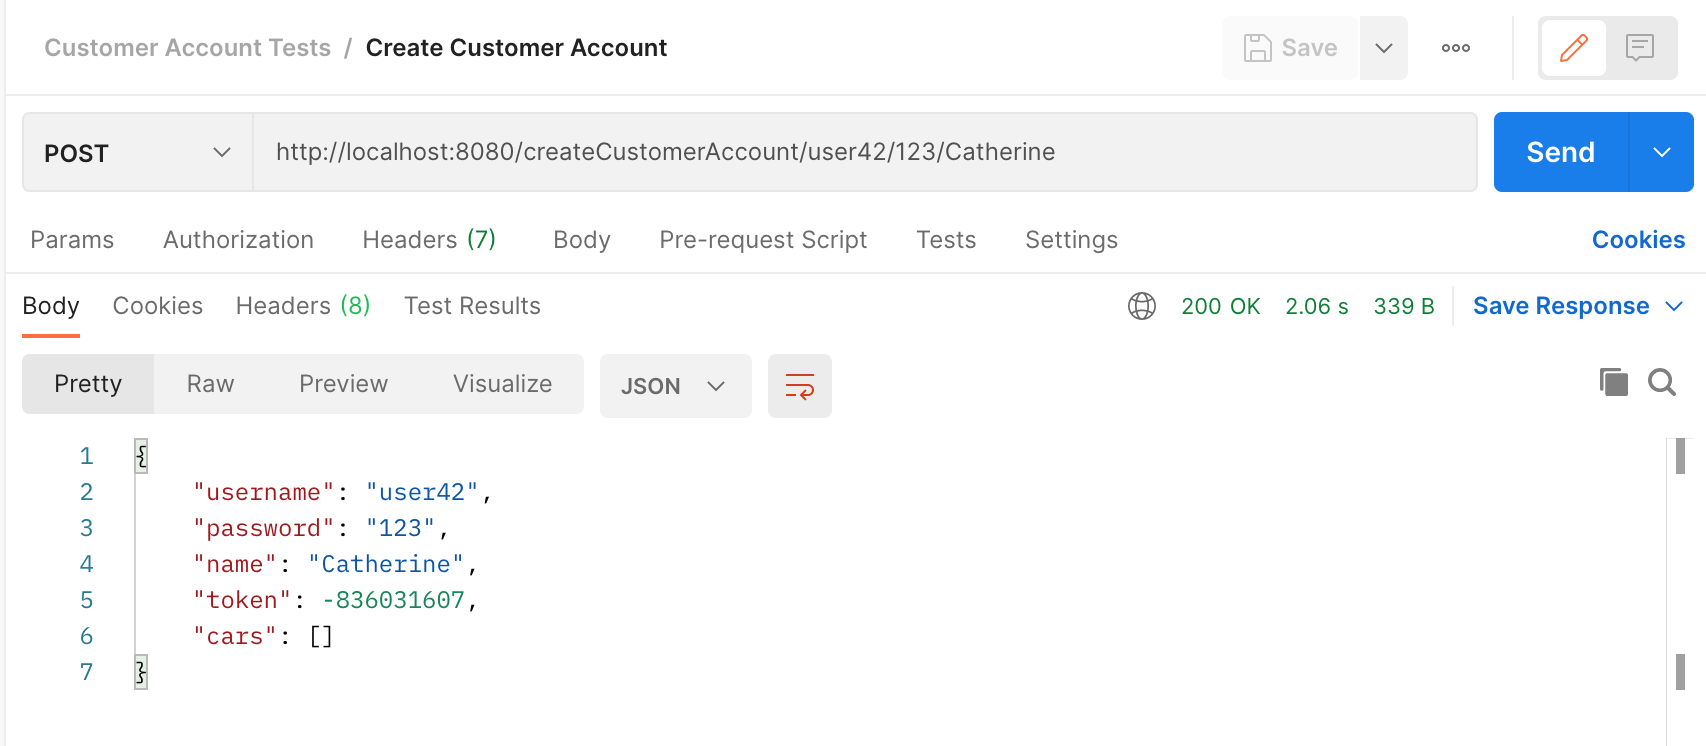 Customer Account Tests / Create Customer Account
Save
POST
http://localhost:8080/createCustomerAccount/user42/123/Catherine
Send
Params Authorization Headers (7) Body Pre-request Script Tests Settings Cookies
Body Cookies Headers (8) Test Results 200 OK 2.06 s 339 B Save Response
Pretty Raw Preview Visualize JSON
1 {
2 "username": "user42",
3 "password": "123",
4 "name": "Catherine",
5 "token": -836031607,
6 "cars": []
7 }